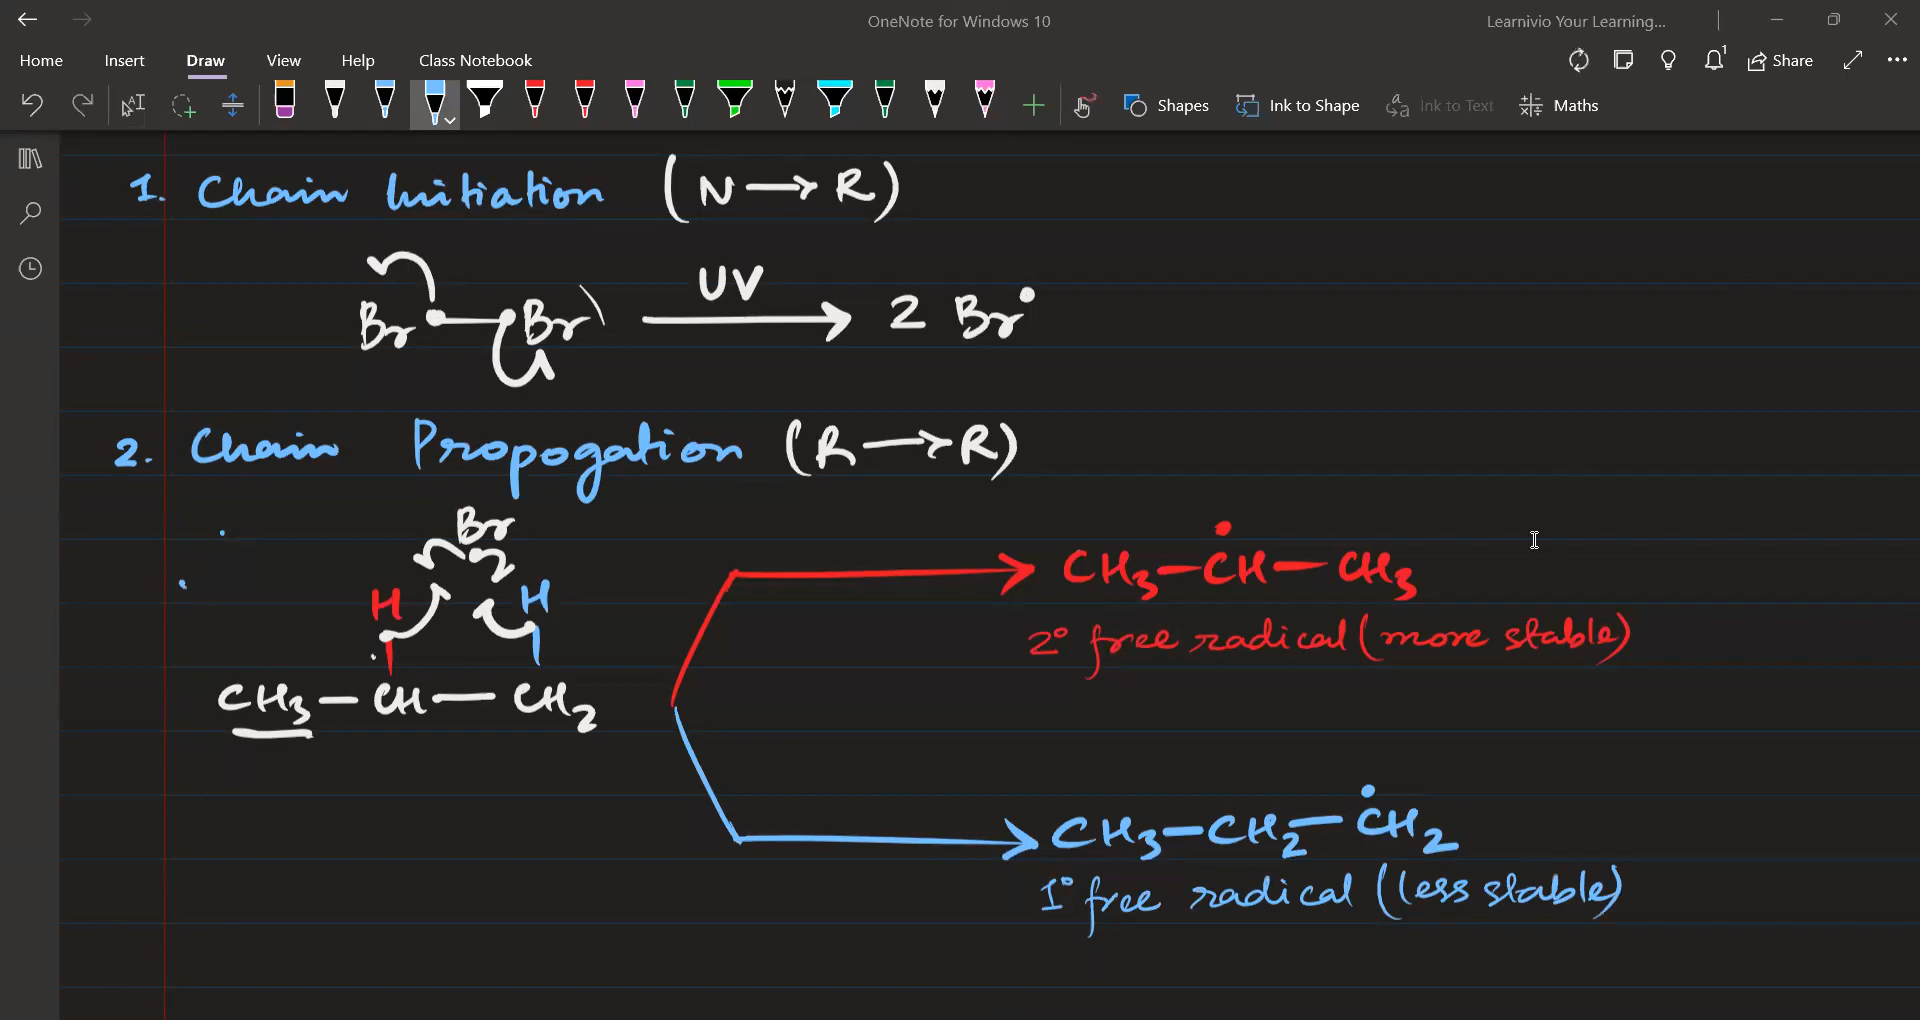 OneNote for Windows 10
Learnivio Your Learning...
Home Insert Draw View Help Class Notebook
1 Share
Shapes Ink to Shape Ink to Text Maths
1. Chain Initiation (N → R)
UV
Br — Br → 2 Br•
2. Chain Propogation (R → R)
Br
H H
CH3 — CH — CH2
CH3 — ĊH — CH3
2° free radical (more stable)
CH3 — CH2 — ĊH2
1° free radical (less stable)